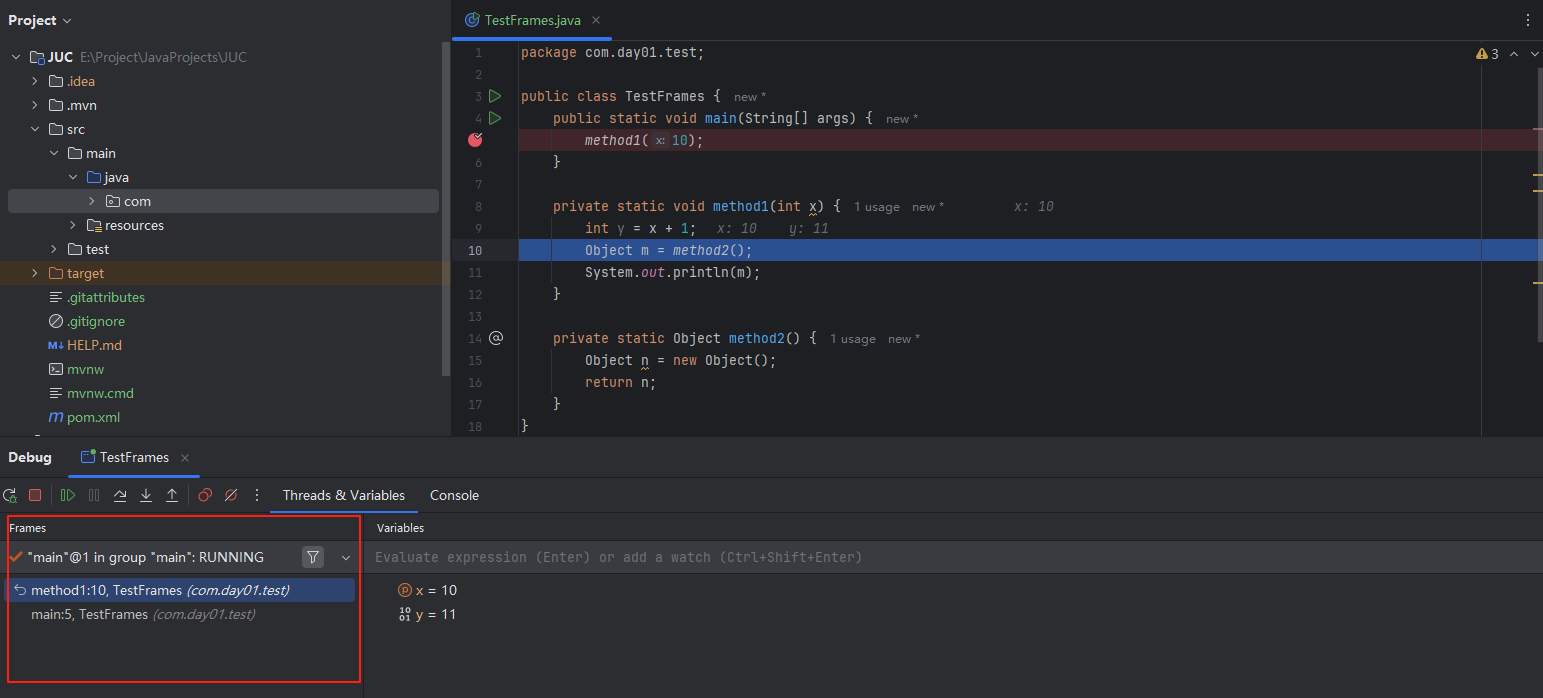 Project
TestFrames.java
JUC E:\Project\JavaProjects\JUC
.idea
.mvn
src
main
java
com
resources
test
target
.gitattributes
.gitignore
M↓ HELP.md
mvnw
mvnw.cmd
m pom.xml
3
1 package com.day01.test;
2
3 public class TestFrames { new *
4 public static void main(String[] args) { new *
method1( x: 10);
6 }
7
8 private static void method1(int x) { 1 usage new * x: 10
9 int y = x + 1; x: 10 y: 11
10 Object m = method2();
11 System.out.println(m);
12 }
13
14 @ private static Object method2() { 1 usage new *
15 Object n = new Object();
16 return n;
17 }
18 }
Debug TestFrames
Threads & Variables Console
Frames
"main"@1 in group "main": RUNNING
method1:10, TestFrames (com.day01.test)
main:5, TestFrames (com.day01.test)
Variables
Evaluate expression (Enter) or add a watch (Ctrl+Shift+Enter)
p x = 10
10 01 y = 11